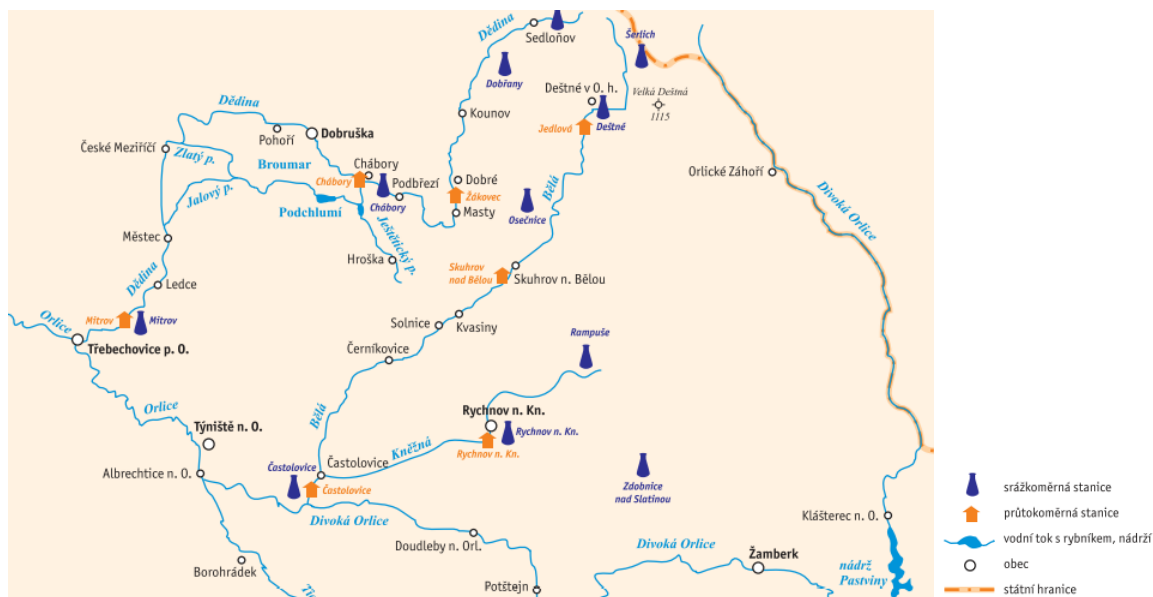 Dědina
Sedloňov
Šerlich
Dobřany
Deštné v O. h.
Velká Deštná
1115
Deštné
Jedlová
Kounov
Dědina
Pohoří
Dobruška
České Meziříčí
Zlatý p.
Broumar
Chábory
Chábory
Podbřezí
Chábory
Dobré
Žákovec
Masty
Bělá
Osečnice
Orlické Záhoří
Divoká Orlice
Jalový p.
Podchlumí
Ještětický p.
Hroška
Městec
Dědina
Ledce
Skuhrov
nad Bělou
Skuhrov n. Bělou
Orlice
Mitrov
Mitrov
Třebechovice p. O.
Solnice
Kvasiny
Černíkovice
Rampuše
Orlice
Týniště n. O.
Bělá
Rychnov n. Kn.
Rychnov n. Kn.
Rychnov n. Kn.
Kněžná
Albrechtice n. O.
Častolovice
Častolovice
Častolovice
Zdobnice
nad Slatinou
Divoká Orlice
Doudleby n. Orl.
Klášterec n. O.
Borohrádek
Divoká Orlice
Žamberk
nádrž
Pastviny
Potštejn
srážkoměrná stanice
průtokoměrná stanice
vodní tok s rybníkem, nádrží
obec
státní hranice